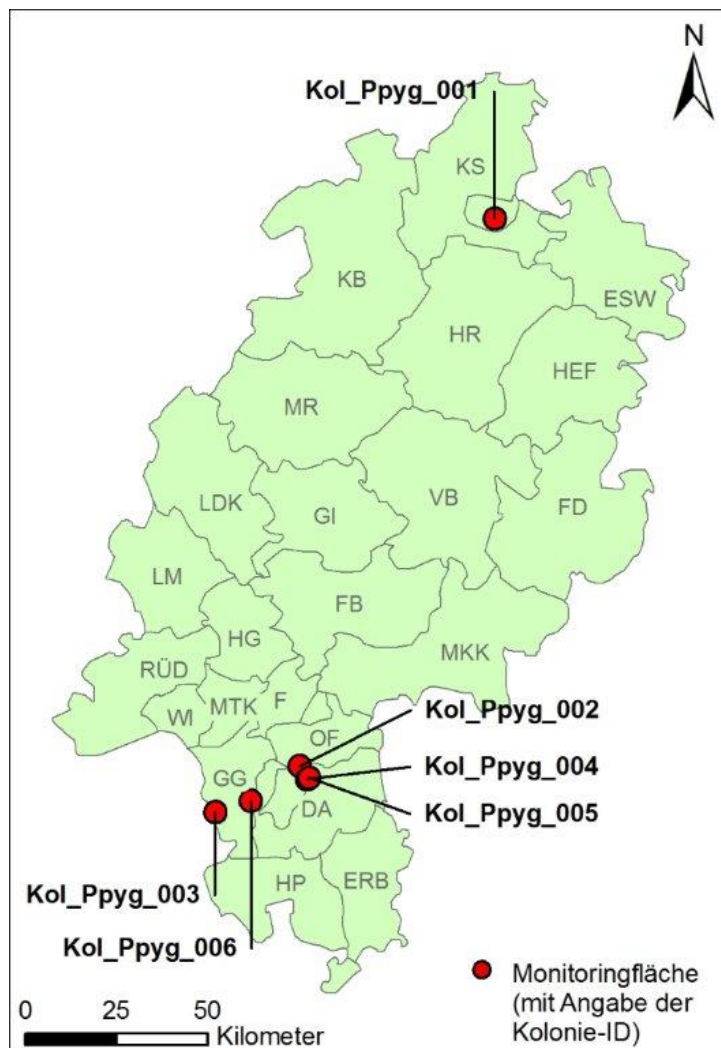 N
Kol_Ppyg_001
KS
KB
ESW
HR
HEF
MR
LDK
GI
VB
FD
LM
FB
HG
MKK
RÜD
MTK
F
WI
Kol_Ppyg_002
OF
Kol_Ppyg_004
GG
DA
Kol_Ppyg_005
HP
ERB
Kol_Ppyg_003
Kol_Ppyg_006
Monitoringfläche
(mit Angabe der
Kolonie-ID)
0 25 50
Kilometer